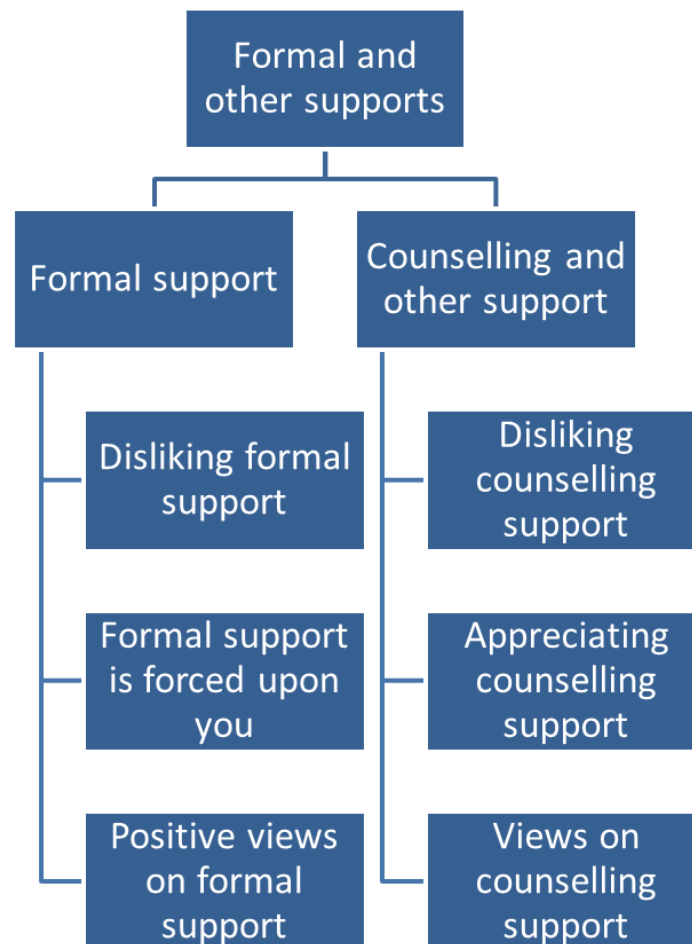 Formal and
other supports
Formal support
Counselling and
other support
Disliking formal
support
Formal support
is forced upon
you
Positive views
on formal
support
Disliking
counselling
support
Appreciating
counselling
support
Views on
counselling
support